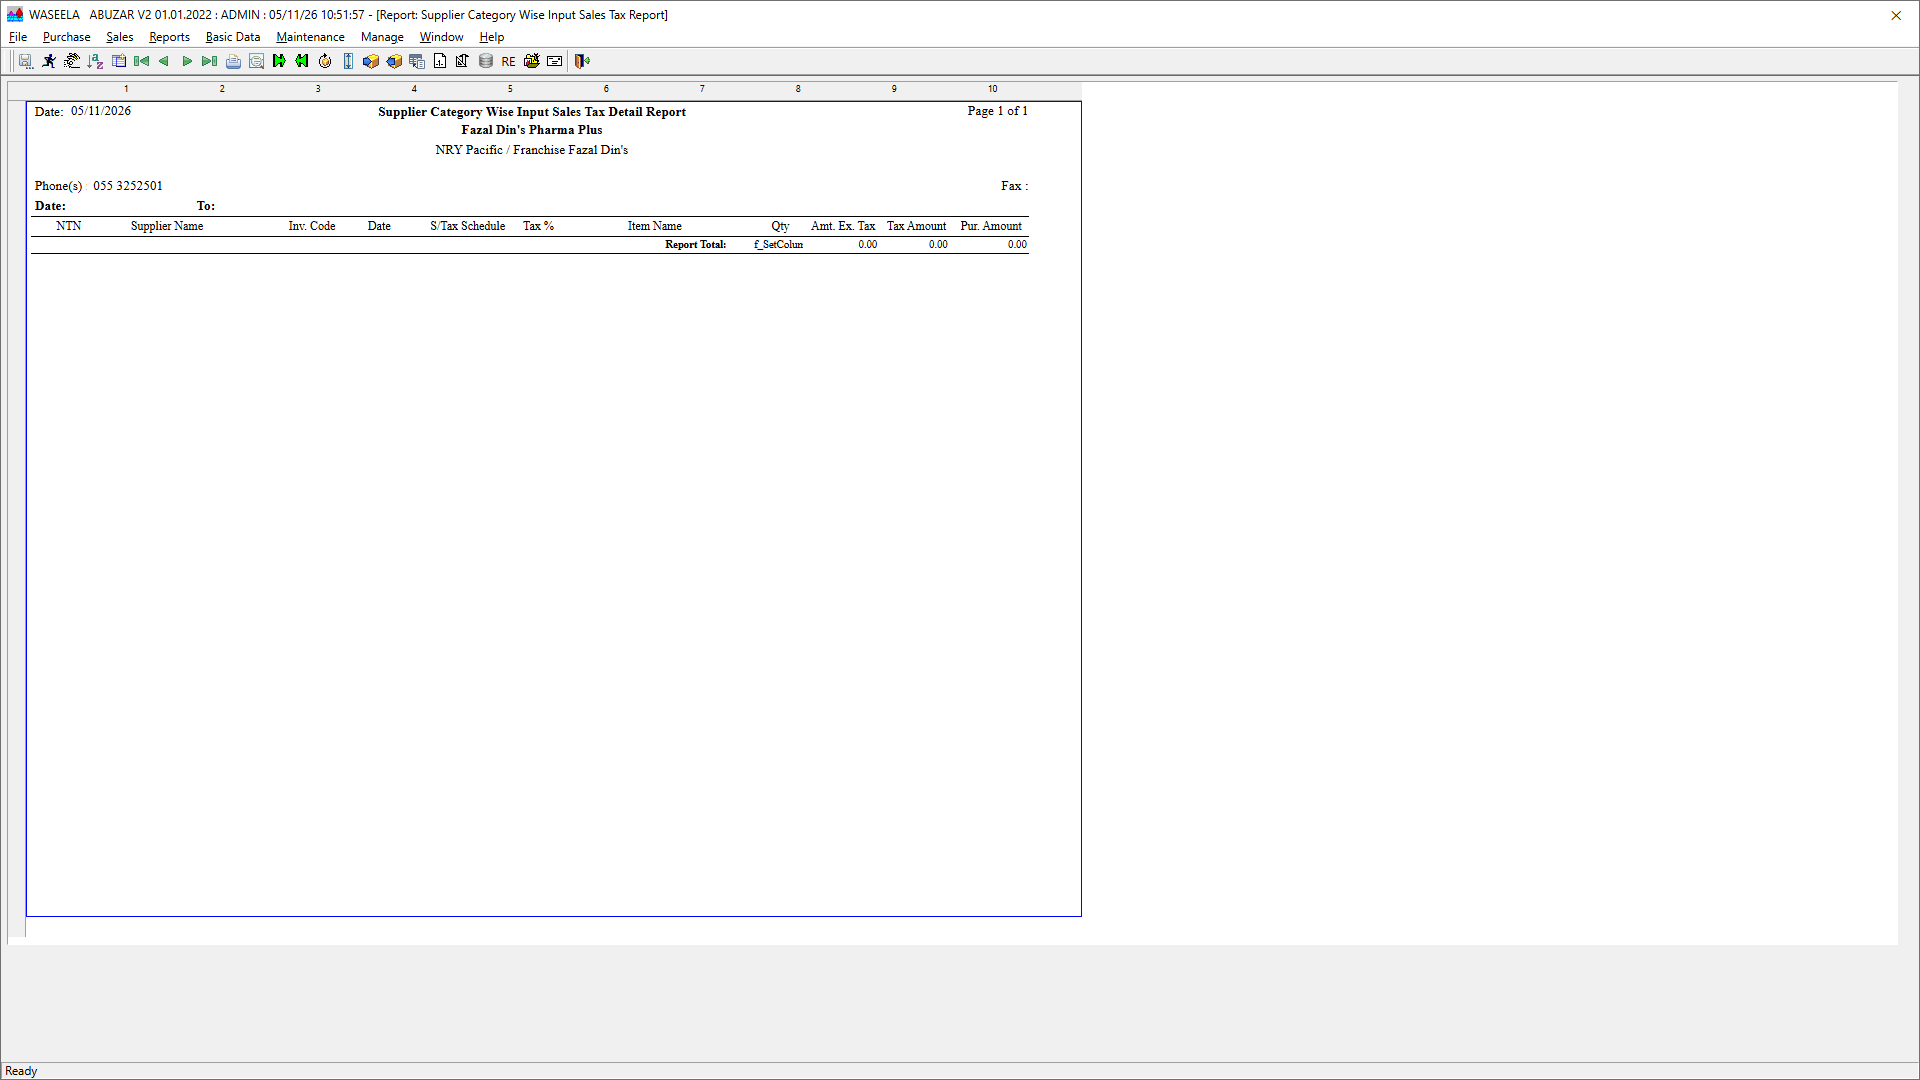 WASEELA ABUZAR V2 01.01.2022 : ADMIN : 05/11/26 10:51:57 - [Report: Supplier Category Wise Input Sales Tax Report]
File Purchase Sales Reports Basic Data Maintenance Manage Window Help
RE
1 2 3 4 5 6 7 8 9 10
Date: 05/11/2026 Supplier Category Wise Input Sales Tax Detail Report Page 1 of 1
Fazal Din's Pharma Plus
NRY Pacific / Franchise Fazal Din's
Phone(s) : 055 3252501 Fax :
Date: To:
NTN Supplier Name Inv. Code Date S/Tax Schedule Tax % Item Name Qty Amt. Ex. Tax Tax Amount Pur. Amount
Report Total: f_SetColun 0.00 0.00 0.00
Ready